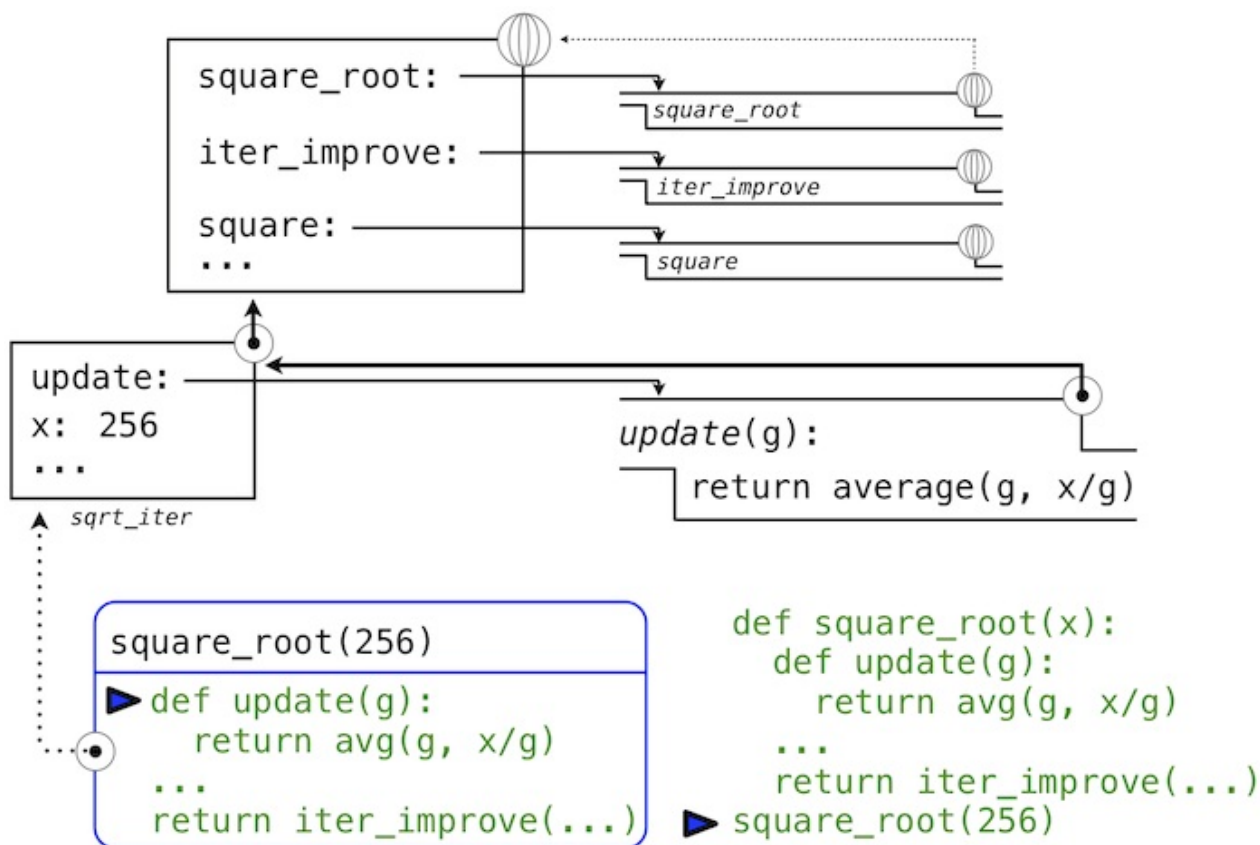 square_root:
square_root
iter_improve:
iter_improve
square:
square
...
update:
x: 256
...
sqrt_iter
update(g):
return average(g, x/g)
square_root(256)
def update(g):
return avg(g, x/g)
...
return iter_improve(...)
def square_root(x):
def update(g):
return avg(g, x/g)
...
return iter_improve(...)
square_root(256)